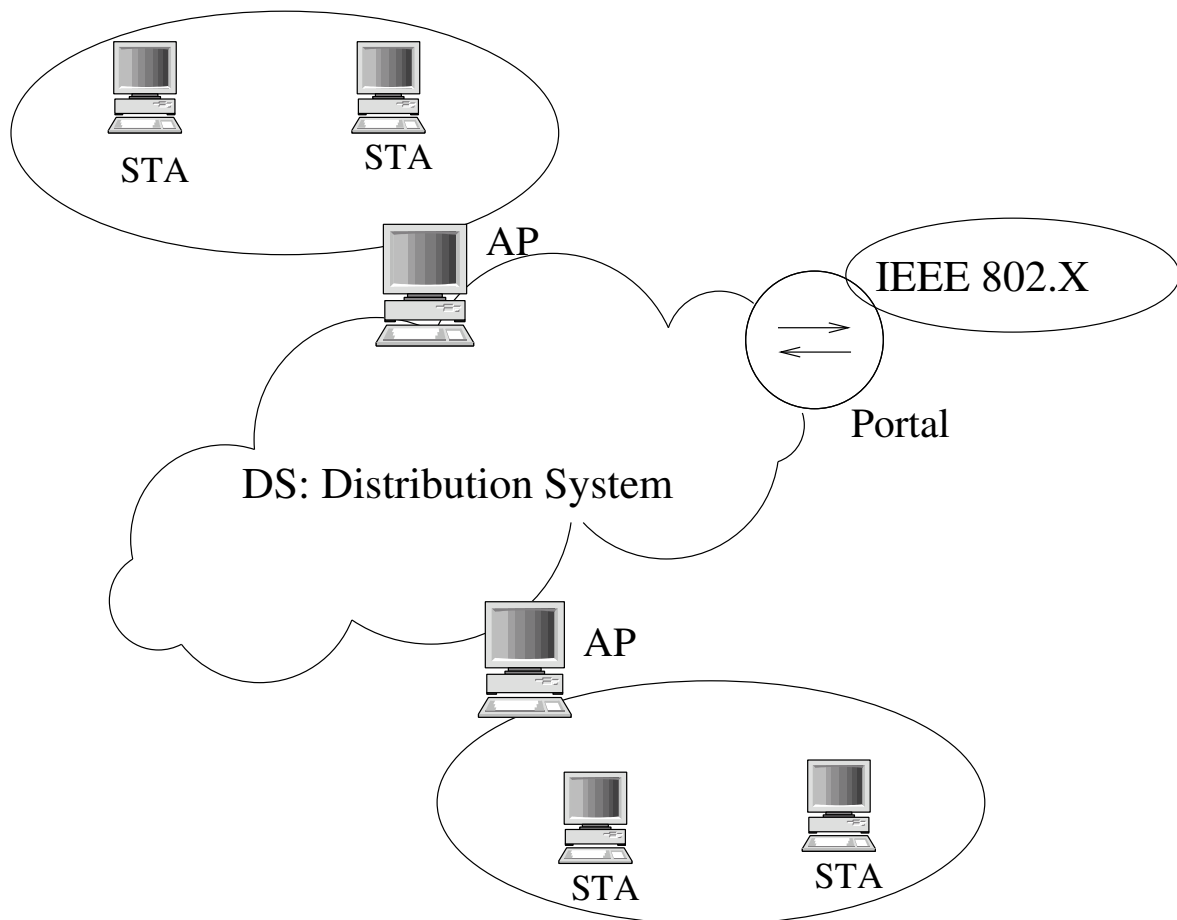 STA
STA
AP
IEEE 802.X
Portal
DS: Distribution System
AP
STA
STA